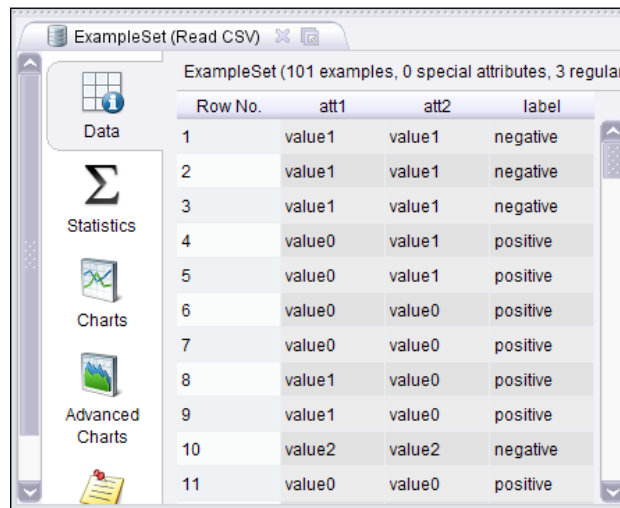 ExampleSet (Read CSV)
ExampleSet (101 examples, 0 special attributes, 3 regular
Data
Statistics
Charts
Advanced
Charts
Row No. att1 att2 label
1 value1 value1 negative
2 value1 value1 negative
3 value1 value1 negative
4 value0 value1 positive
5 value0 value1 positive
6 value0 value0 positive
7 value0 value0 positive
8 value1 value0 positive
9 value1 value0 positive
10 value2 value2 negative
11 value0 value0 positive